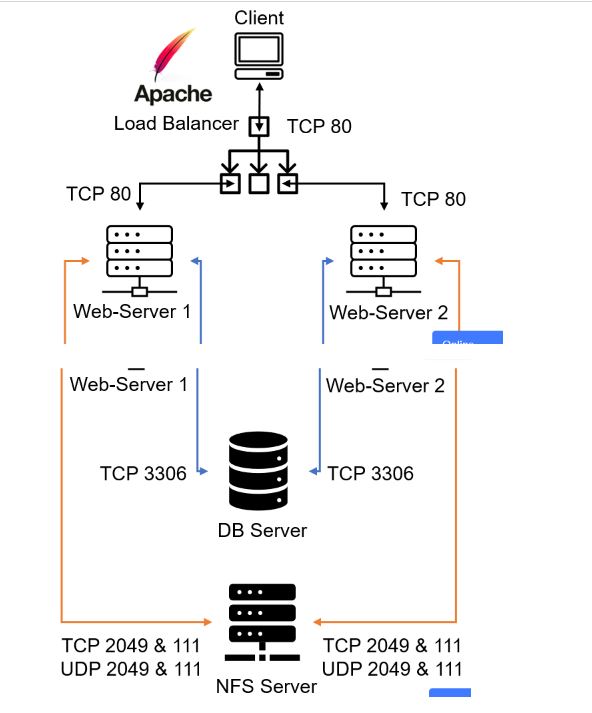 Client
Apache
Load Balancer
TCP 80
TCP 80
TCP 80
Web-Server 1
Web-Server 2
Web-Server 1
Web-Server 2
TCP 3306
TCP 3306
DB Server
TCP 2049 & 111
UDP 2049 & 111
TCP 2049 & 111
UDP 2049 & 111
NFS Server